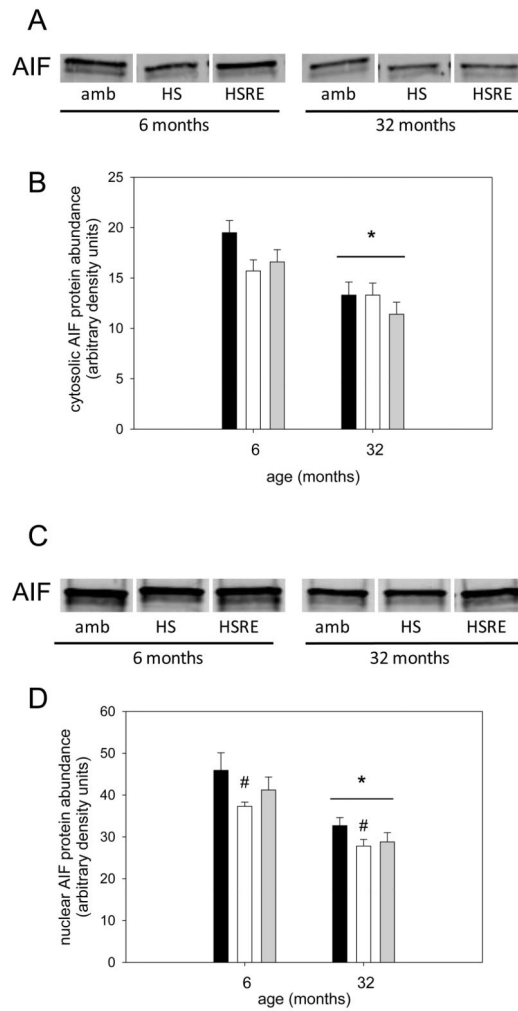 A
AIF
amb HS HSRE amb HS HSRE
6 months 32 months
B
cytosolic AIF protein abundance
(arbitrary density units)
25
20
15
10
5
0
*
6 32
age (months)
C
AIF
amb HS HSRE amb HS HSRE
6 months 32 months
D
nuclear AIF protein abundance
(arbitrary density units)
60
50
40
30
20
10
0
# * #
6 32
age (months)